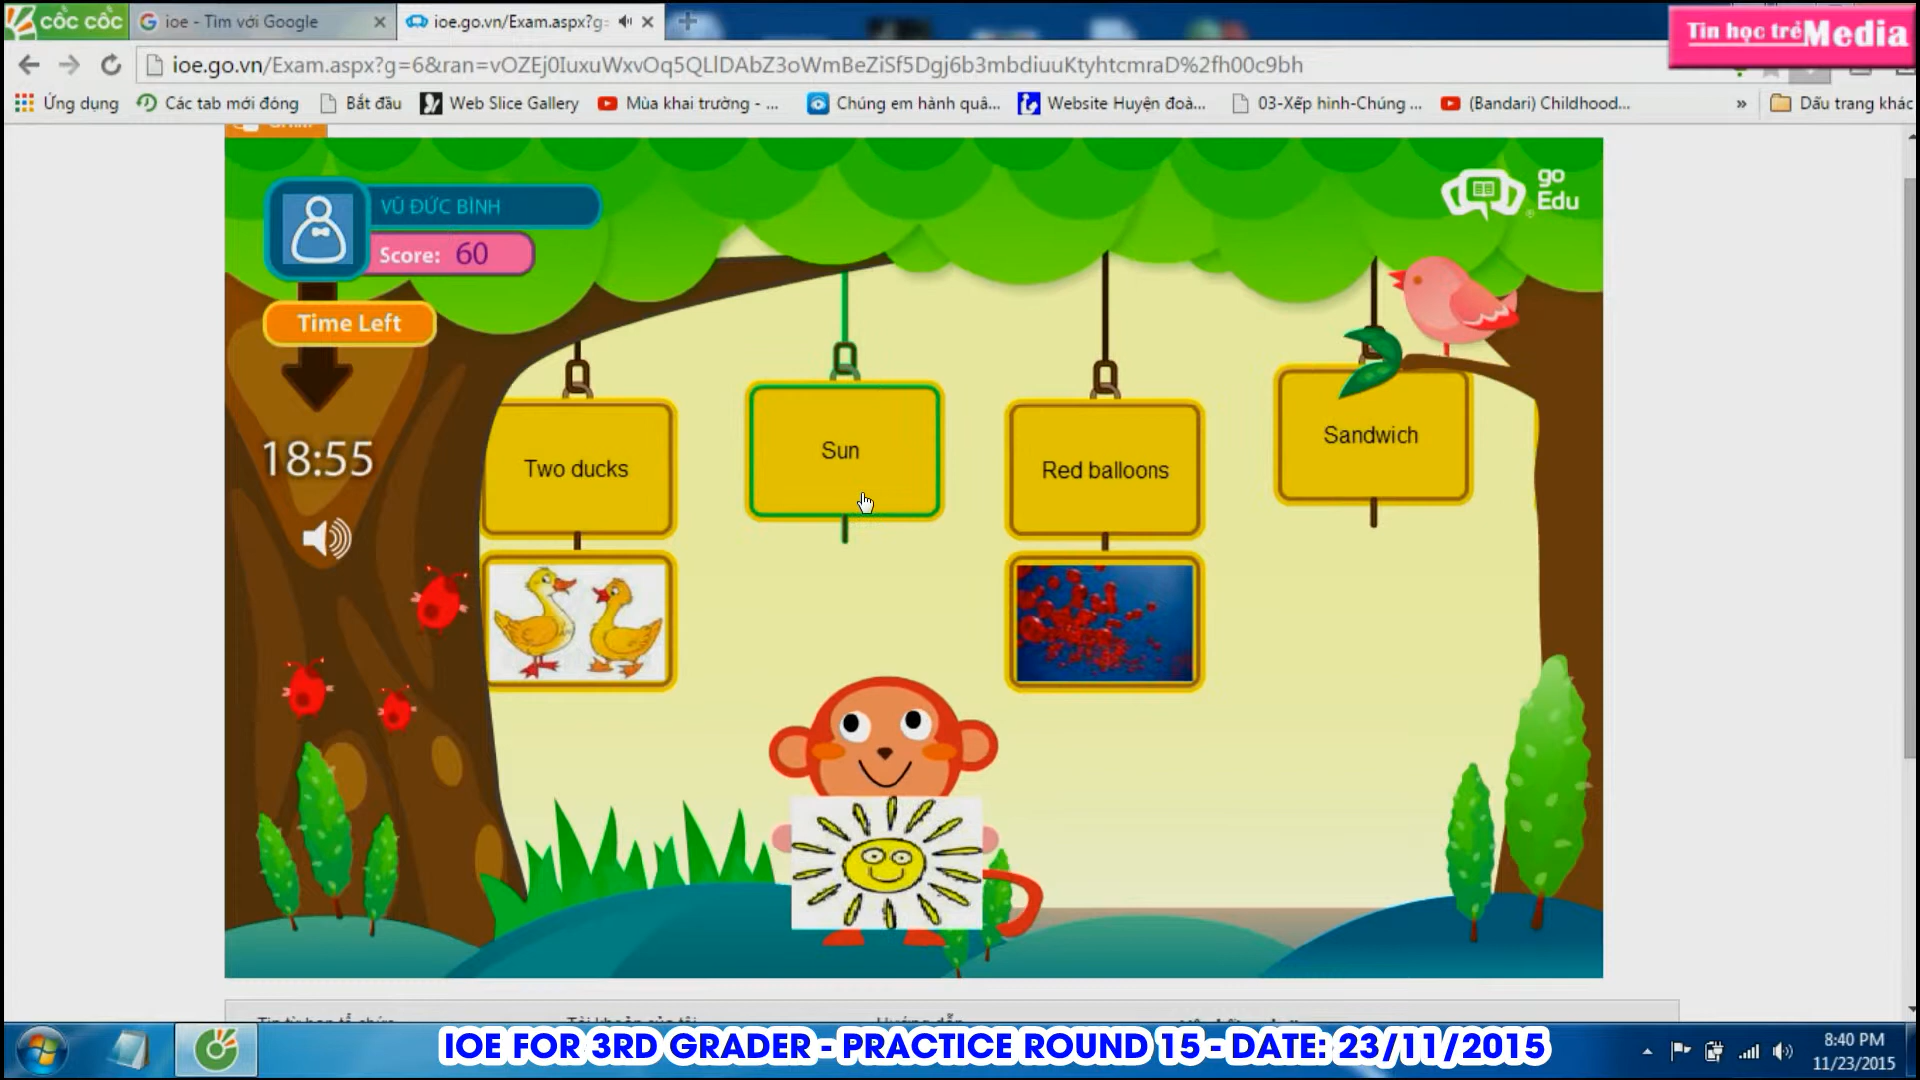 cốc cốc
ioe - Tìm với Google
ioe.go.vn/Exam.aspx?g=
Tin học trẻ Media
ioe.go.vn/Exam.aspx?g=6&ran=vOZEj0IuxuWxvOq5QLlDAbZ3oWmBeZiSf5Dgj6b3mbdiuuKtyhtcmraD%2fh00c9bh
Ứng dụng
Các tab mới đóng
Bắt đầu
Web Slice Gallery
Mùa khai trường - ...
Chúng em hành quâ...
Website Huyện đoà...
03-Xếp hình-Chúng ...
(Bandari) Childhood...
»
Dấu trang khác
VŨ ĐỨC BÌNH
Score: 60
go
Edu
Time Left
18:55
Two ducks
Sun
Red balloons
Sandwich
IOE FOR 3RD GRADER - PRACTICE ROUND 15 - DATE: 23/11/2015
8:40 PM
11/23/2015